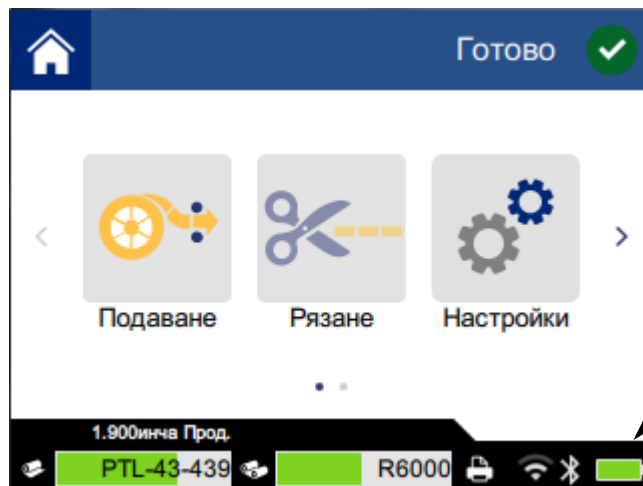 Готово
Подаване
Рязане
Настройки
1.900инча Прод.
PTL-43-439
R6000